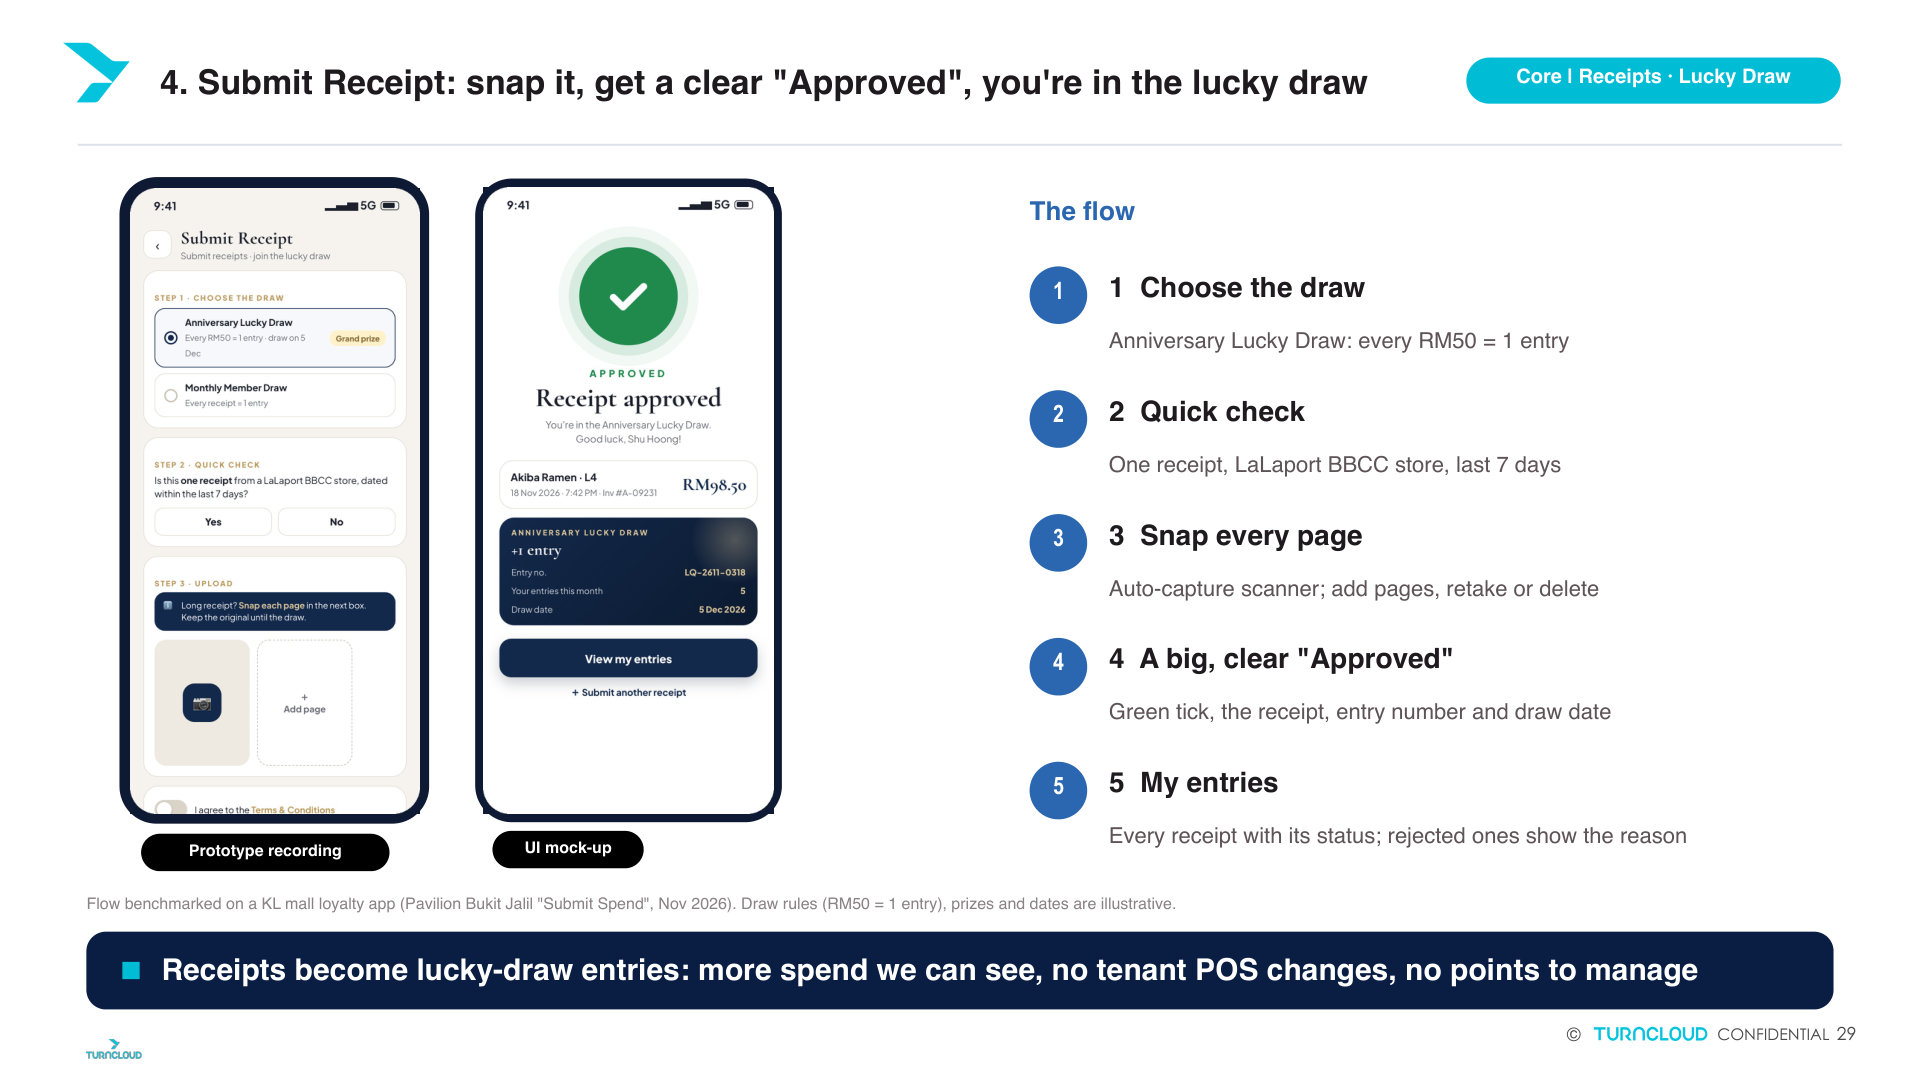 4. Submit Receipt: snap it, get a clear "Approved", you're in the lucky draw
Core | Receipts · Lucky Draw
9:41
5G
‹
Submit Receipt
Submit receipts · join the lucky draw
STEP 1 · CHOOSE THE DRAW
Anniversary Lucky Draw
Every RM50 = 1 entry · draw on 5
Dec
Grand prize
Monthly Member Draw
Every receipt = 1 entry
STEP 2 · QUICK CHECK
Is this one receipt from a LaLaport BBCC store, dated
within the last 7 days?
Yes
No
STEP 3 · UPLOAD
Long receipt? Snap each page in the next box.
Keep the original until the draw.
+
Add page
I agree to the Terms & Conditions
Prototype recording
9:41
5G
APPROVED
Receipt approved
You're in the Anniversary Lucky Draw.
Good luck, Shu Hoong!
Akiba Ramen · L4
18 Nov 2026 · 7:42 PM · Inv #A-09231
RM98.50
ANNIVERSARY LUCKY DRAW
+1 entry
Entry no. LQ-2611-0318
Your entries this month 5
Draw date 5 Dec 2026
View my entries
+ Submit another receipt
UI mock-up
The flow
1
1 Choose the draw
Anniversary Lucky Draw: every RM50 = 1 entry
2
2 Quick check
One receipt, LaLaport BBCC store, last 7 days
3
3 Snap every page
Auto-capture scanner; add pages, retake or delete
4
4 A big, clear "Approved"
Green tick, the receipt, entry number and draw date
5
5 My entries
Every receipt with its status; rejected ones show the reason
Flow benchmarked on a KL mall loyalty app (Pavilion Bukit Jalil "Submit Spend", Nov 2026). Draw rules (RM50 = 1 entry), prizes and dates are illustrative.
Receipts become lucky-draw entries: more spend we can see, no tenant POS changes, no points to manage
TURNCLOUD
© TURNCLOUD CONFIDENTIAL 29